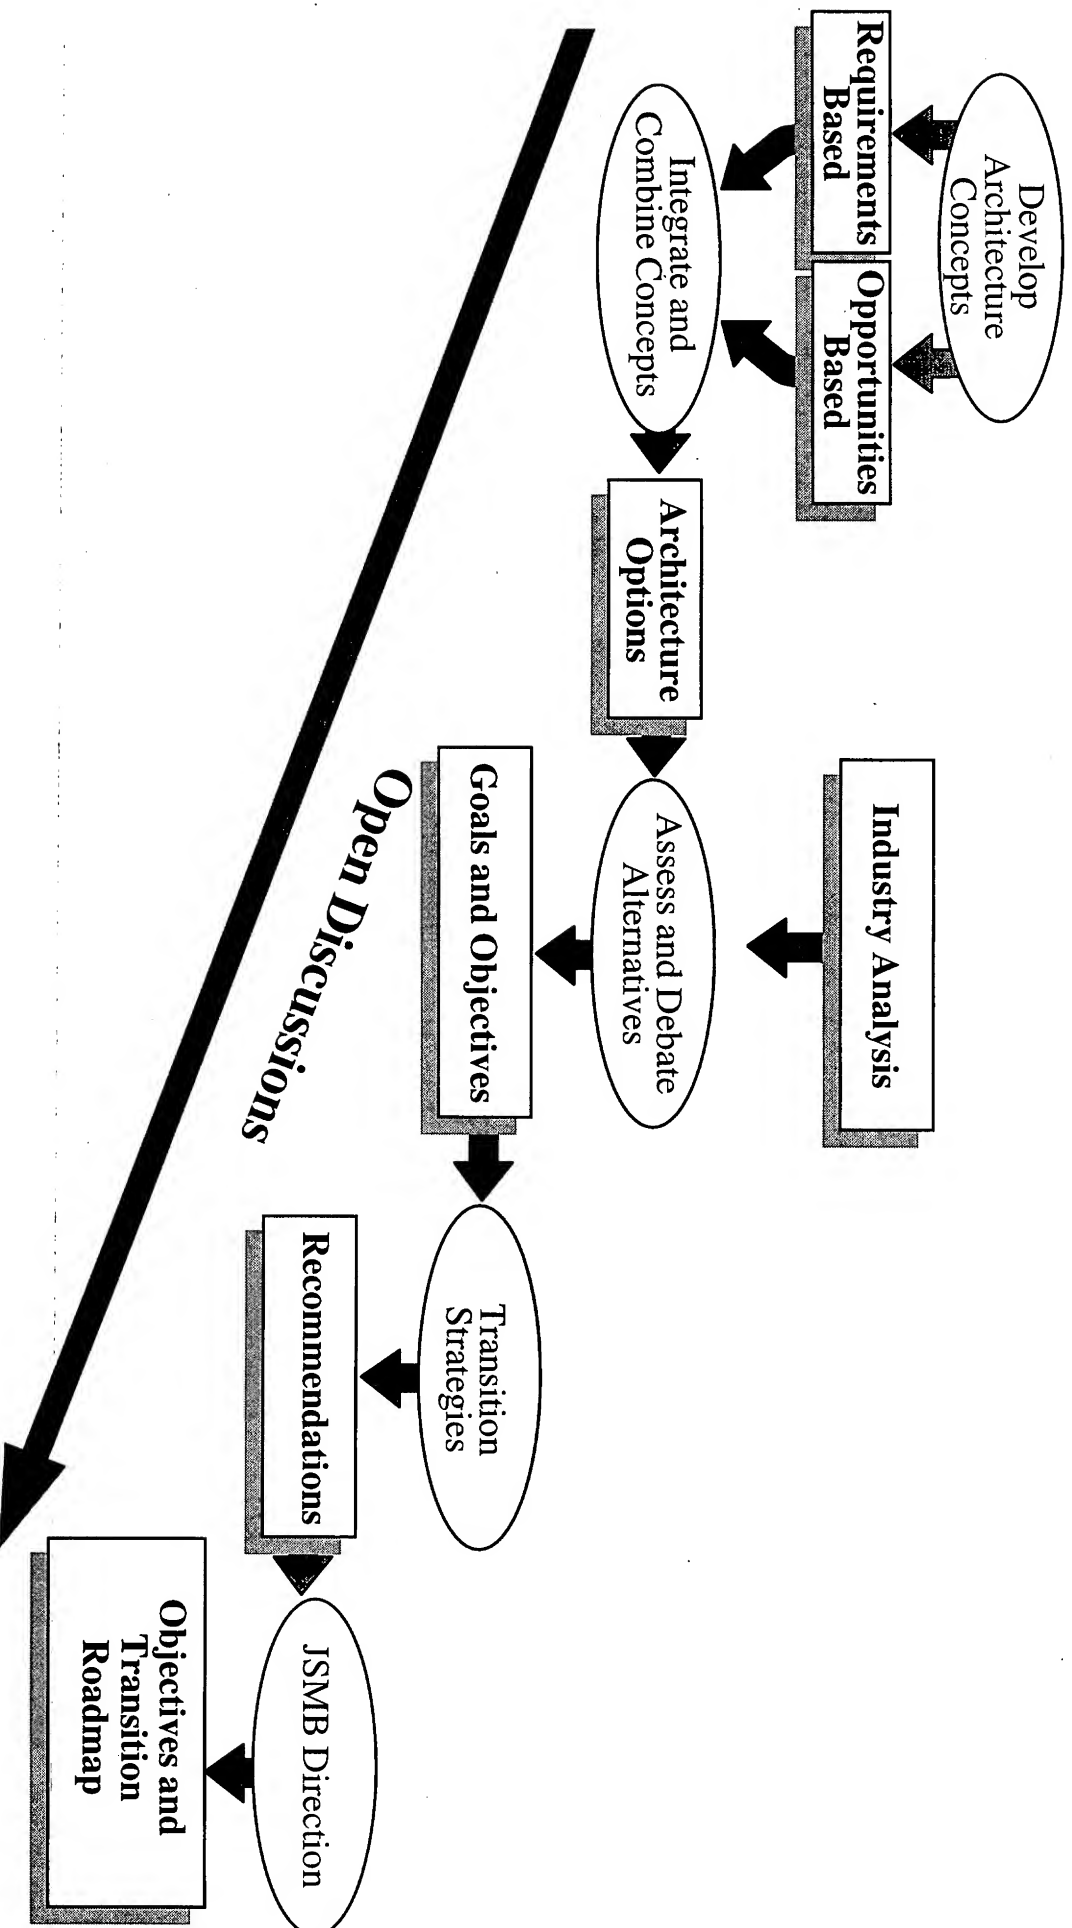 Develop
Architecture
Concepts
Requirements
Based
Opportunities
Based
Integrate and
Combine Concepts
Architecture
Options
Industry Analysis
Assess and Debate
Alternatives
Goals and Objectives
Transition
Strategies
Recommendations
JSMB Direction
Objectives and
Transition
Roadmap
Open Discussions